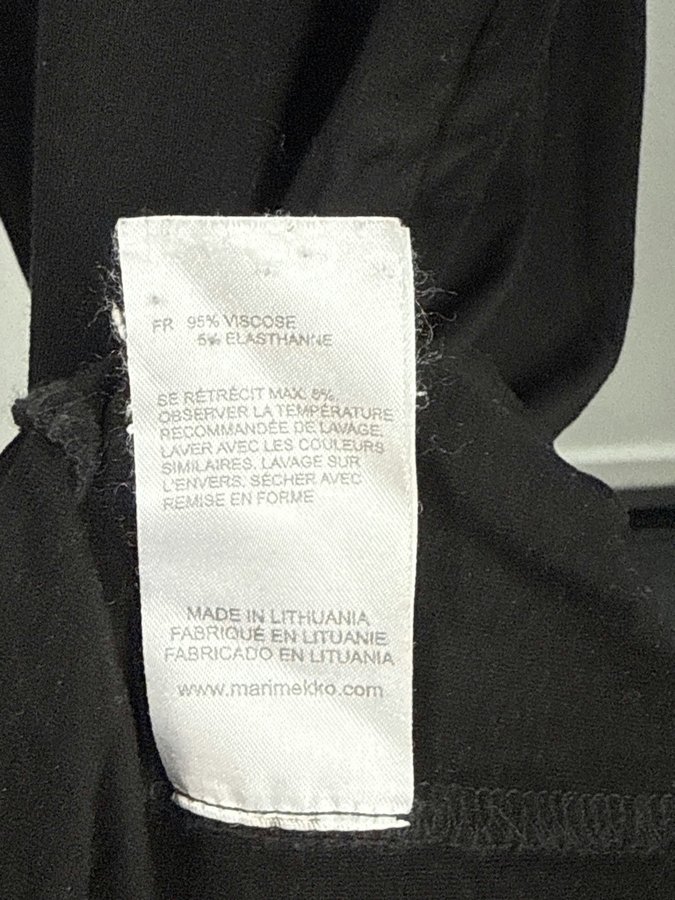 FR 95% VISCOSE
5% ELASTHANNE
SE RÉTRÉCIT MAX. 8%,
OBSERVER LA TEMPÉRATURE
RECOMMANDÉE DE LAVAGE.
LAVER AVEC LES COULEURS
SIMILAIRES. LAVAGE SUR
L'ENVERS. SÉCHER AVEC
REMISE EN FORME
MADE IN LITHUANIA
FABRIQUÉ EN LITUANIE
FABRICADO EN LITUANIA
www.marimekko.com